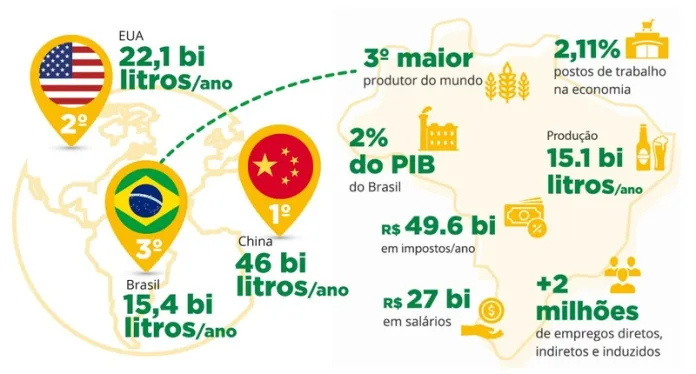 EUA
22,1 bi
litros/ano
2º
3º
Brasil
15,4 bi
litros/ano
1º
China
46 bi
litros/ano
3º maior
produtor do mundo
2,11%
postos de trabalho
na economia
2%
do PIB
do Brasil
Produção
15.1 bi
litros/ano
R$ 49.6 bi
em impostos/ano
R$ 27 bi
em salários
+2
milhões
de empregos diretos,
indiretos e induzidos